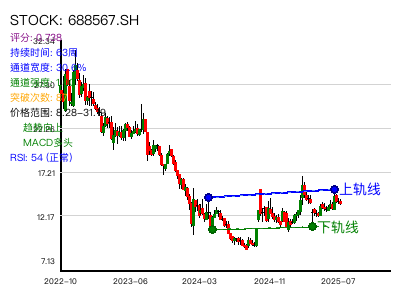 STOCK: 688567.SH
评分: 0.728
持续时间: 63周
通道宽度: 30.6%
通道强度:
突破次数:
价格范围: 8.28-31.
趋势向上
MACD多头
RSI: 54 (正常)
32.34
17.21
12.17
7.13
上轨线
下轨线
2022-10
2023-06
2024-03
2024-11
2025-07